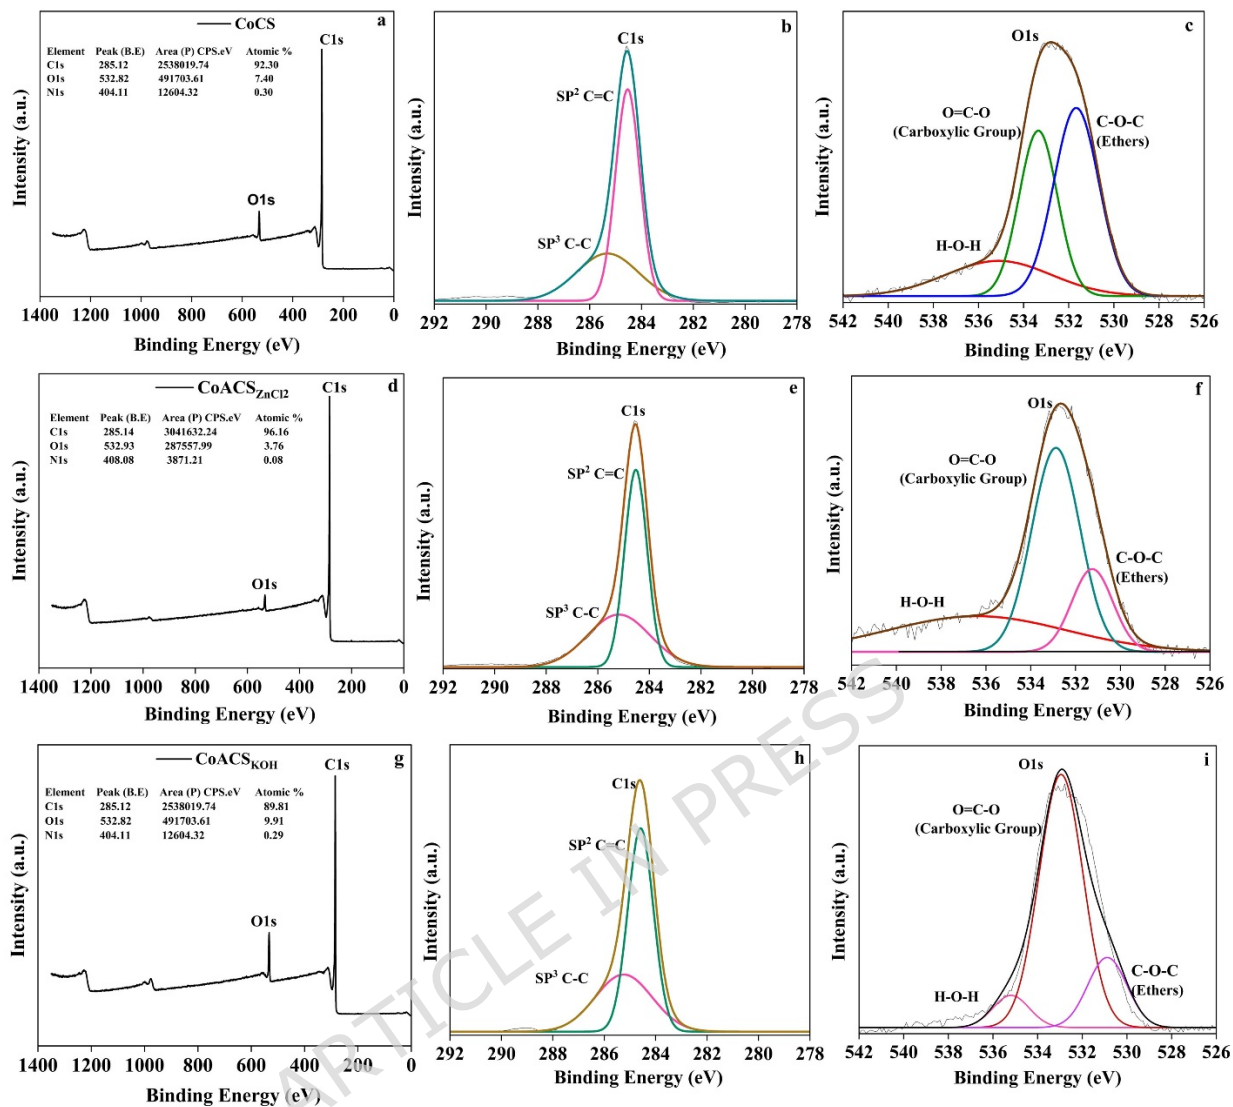 CoCS
a
Element Peak (B.E) Area (P) CPS.eV Atomic %
C1s 285.12 2538019.74 92.30
O1s 532.82 491703.61 7.40
N1s 404.11 12604.32 0.30
C1s
O1s
Intensity (a.u.)
1400 1200 1000 800 600 400 200 0
Binding Energy (eV)
b
C1s
SP² C=C
SP³ C-C
Intensity (a.u.)
292 290 288 286 284 282 280 278
Binding Energy (eV)
c
O1s
O=C-O
(Carboxylic Group)
C-O-C
(Ethers)
H-O-H
Intensity (a.u.)
542 540 538 536 534 532 530 528 526
Binding Energy (eV)
CoACS_ZnCl2
d
Element Peak (B.E) Area (P) CPS.eV Atomic %
C1s 285.14 3041632.24 96.16
O1s 532.93 287557.99 3.76
N1s 408.08 3871.21 0.08
C1s
O1s
Intensity (a.u.)
1400 1200 1000 800 600 400 200 0
Binding Energy (eV)
e
C1s
SP² C=C
SP³ C-C
Intensity (a.u.)
292 290 288 286 284 282 280 278
Binding Energy (eV)
f
O1s
O=C-O
(Carboxylic Group)
C-O-C
(Ethers)
H-O-H
Intensity (a.u.)
542 540 538 536 534 532 530 528 526
Binding Energy (eV)
CoACS_KOH
g
Element Peak (B.E) Area (P) CPS.eV Atomic %
C1s 285.12 2538019.74 89.81
O1s 532.82 491703.61 9.91
N1s 404.11 12604.32 0.29
C1s
O1s
Intensity (a.u.)
1400 1200 1000 800 600 400 200 0
Binding Energy (eV)
h
C1s
SP² C=C
SP³ C-C
Intensity (a.u.)
292 290 288 286 284 282 280 278
Binding Energy (eV)
i
O1s
O=C-O
(Carboxylic Group)
C-O-C
(Ethers)
H-O-H
Intensity (a.u.)
542 540 538 536 534 532 530 528 526
Binding Energy (eV)
ARTICLE IN PRESS